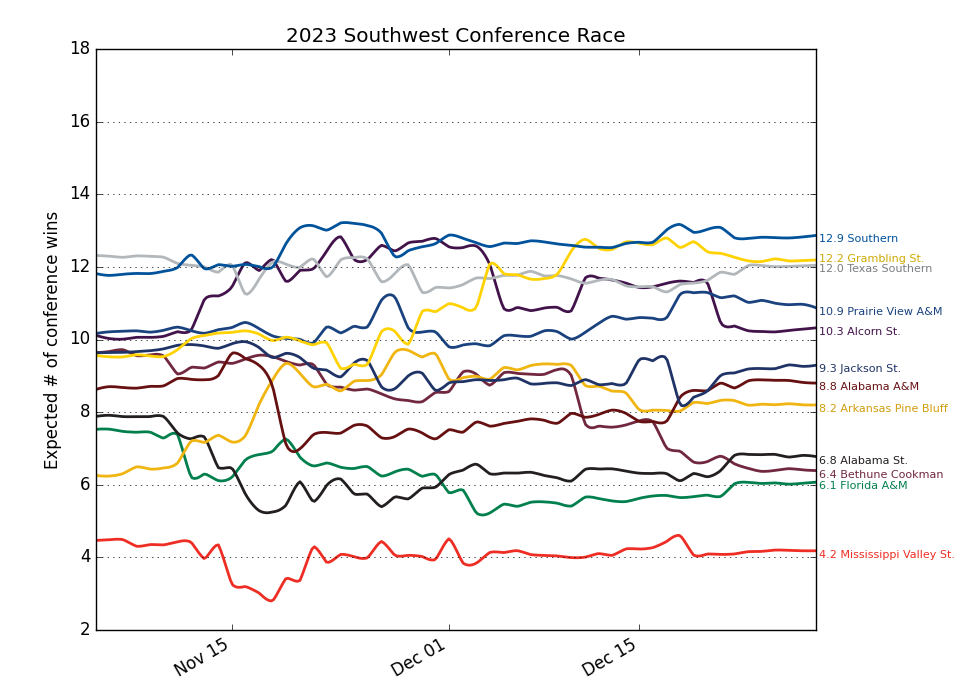 2023 Southwest Conference Race
Expected # of conference wins
18
16
14
12
10
8
6
4
2
Nov 15
Dec 01
Dec 15
12.9 Southern
12.2 Grambling St.
12.0 Texas Southern
10.9 Prairie View A&M
10.3 Alcorn St.
9.3 Jackson St.
8.8 Alabama A&M
8.2 Arkansas Pine Bluff
6.8 Alabama St.
6.4 Bethune Cookman
6.1 Florida A&M
4.2 Mississippi Valley St.